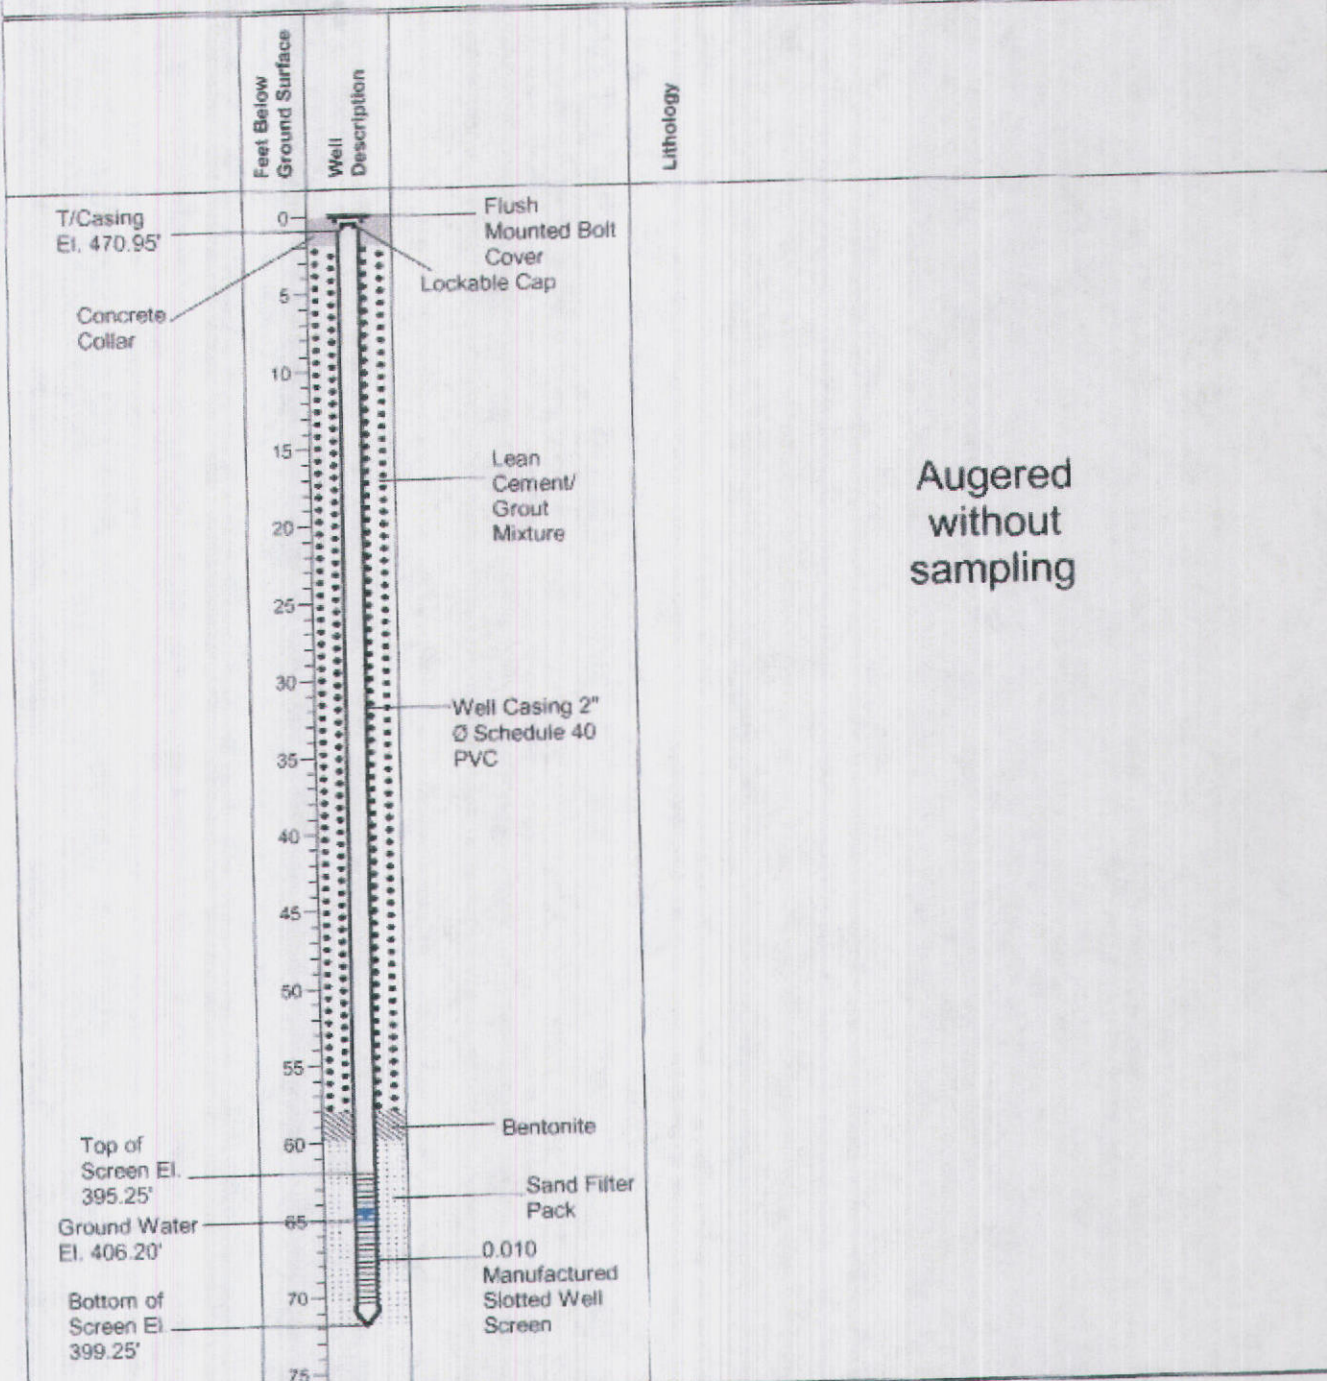 Feet Below
Ground Surface
Well
Description
Lithology
T/Casing
El. 470.95'
Concrete
Collar
0
5
10
15
20
25
30
35
40
45
50
55
60
65
70
75
Flush
Mounted Bolt
Cover
Lockable Cap
Lean
Cement/
Grout
Mixture
Well Casing 2"
Ø Schedule 40
PVC
Bentonite
Sand Filter
Pack
0.010
Manufactured
Slotted Well
Screen
Top of
Screen El.
395.25'
Ground Water
El. 406.20'
Bottom of
Screen El
399.25'
Augered
without
sampling